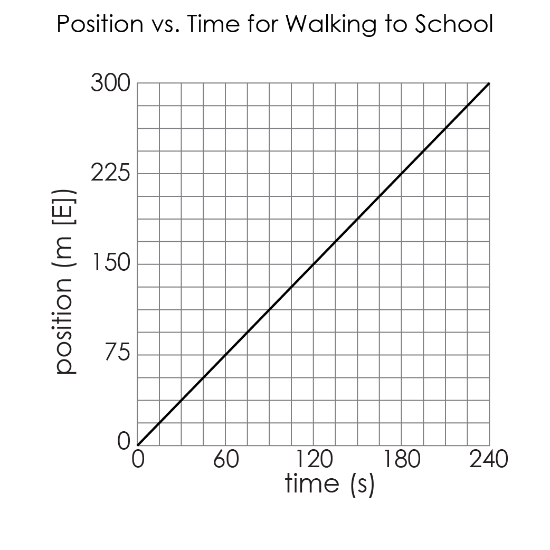 Position vs. Time for Walking to School
300
225
150
75
0
position (m [E])
0 60 120 180 240
time (s)